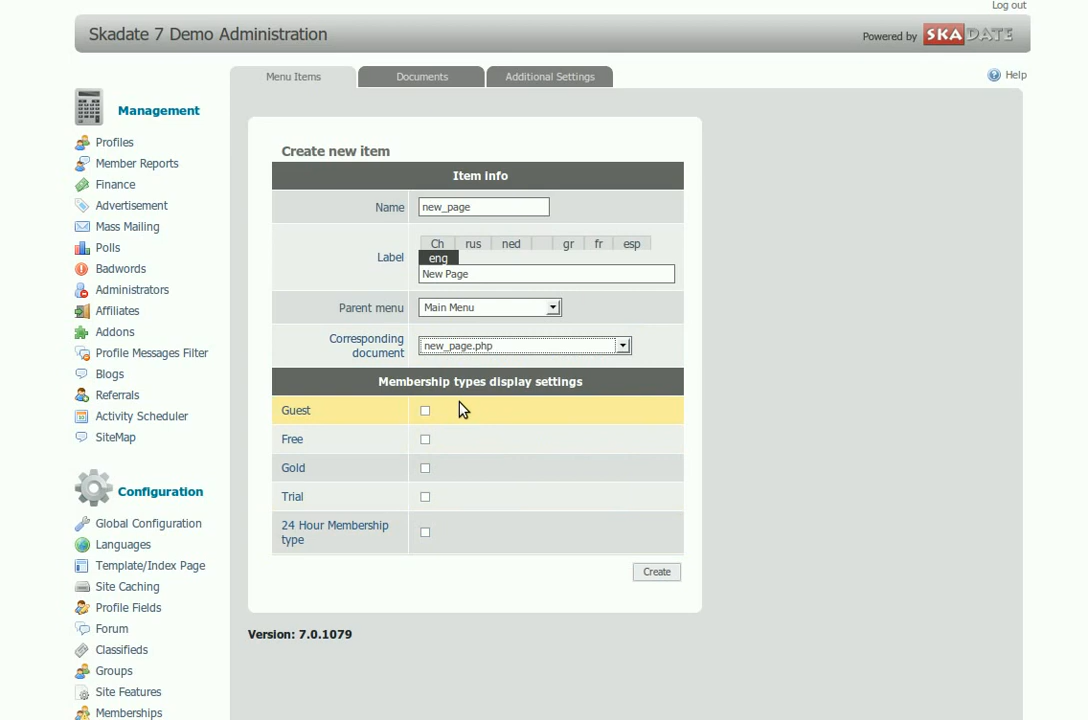 Log out
Skadate 7 Demo Administration
Powered by SKADATE
Menu Items
Documents
Additional Settings
Help
Management
Profiles
Member Reports
Finance
Advertisement
Mass Mailing
Polls
Badwords
Administrators
Affiliates
Addons
Profile Messages Filter
Blogs
Referrals
Activity Scheduler
SiteMap
Configuration
Global Configuration
Languages
Template/Index Page
Site Caching
Profile Fields
Forum
Classifieds
Groups
Site Features
Memberships
Create new item
Item info
Name new_page
Label Ch rus ned gr fr esp
eng
New Page
Parent menu Main Menu
Corresponding
document new_page.php
Membership types display settings
Guest
Free
Gold
Trial
24 Hour Membership
type
Create
Version: 7.0.1079